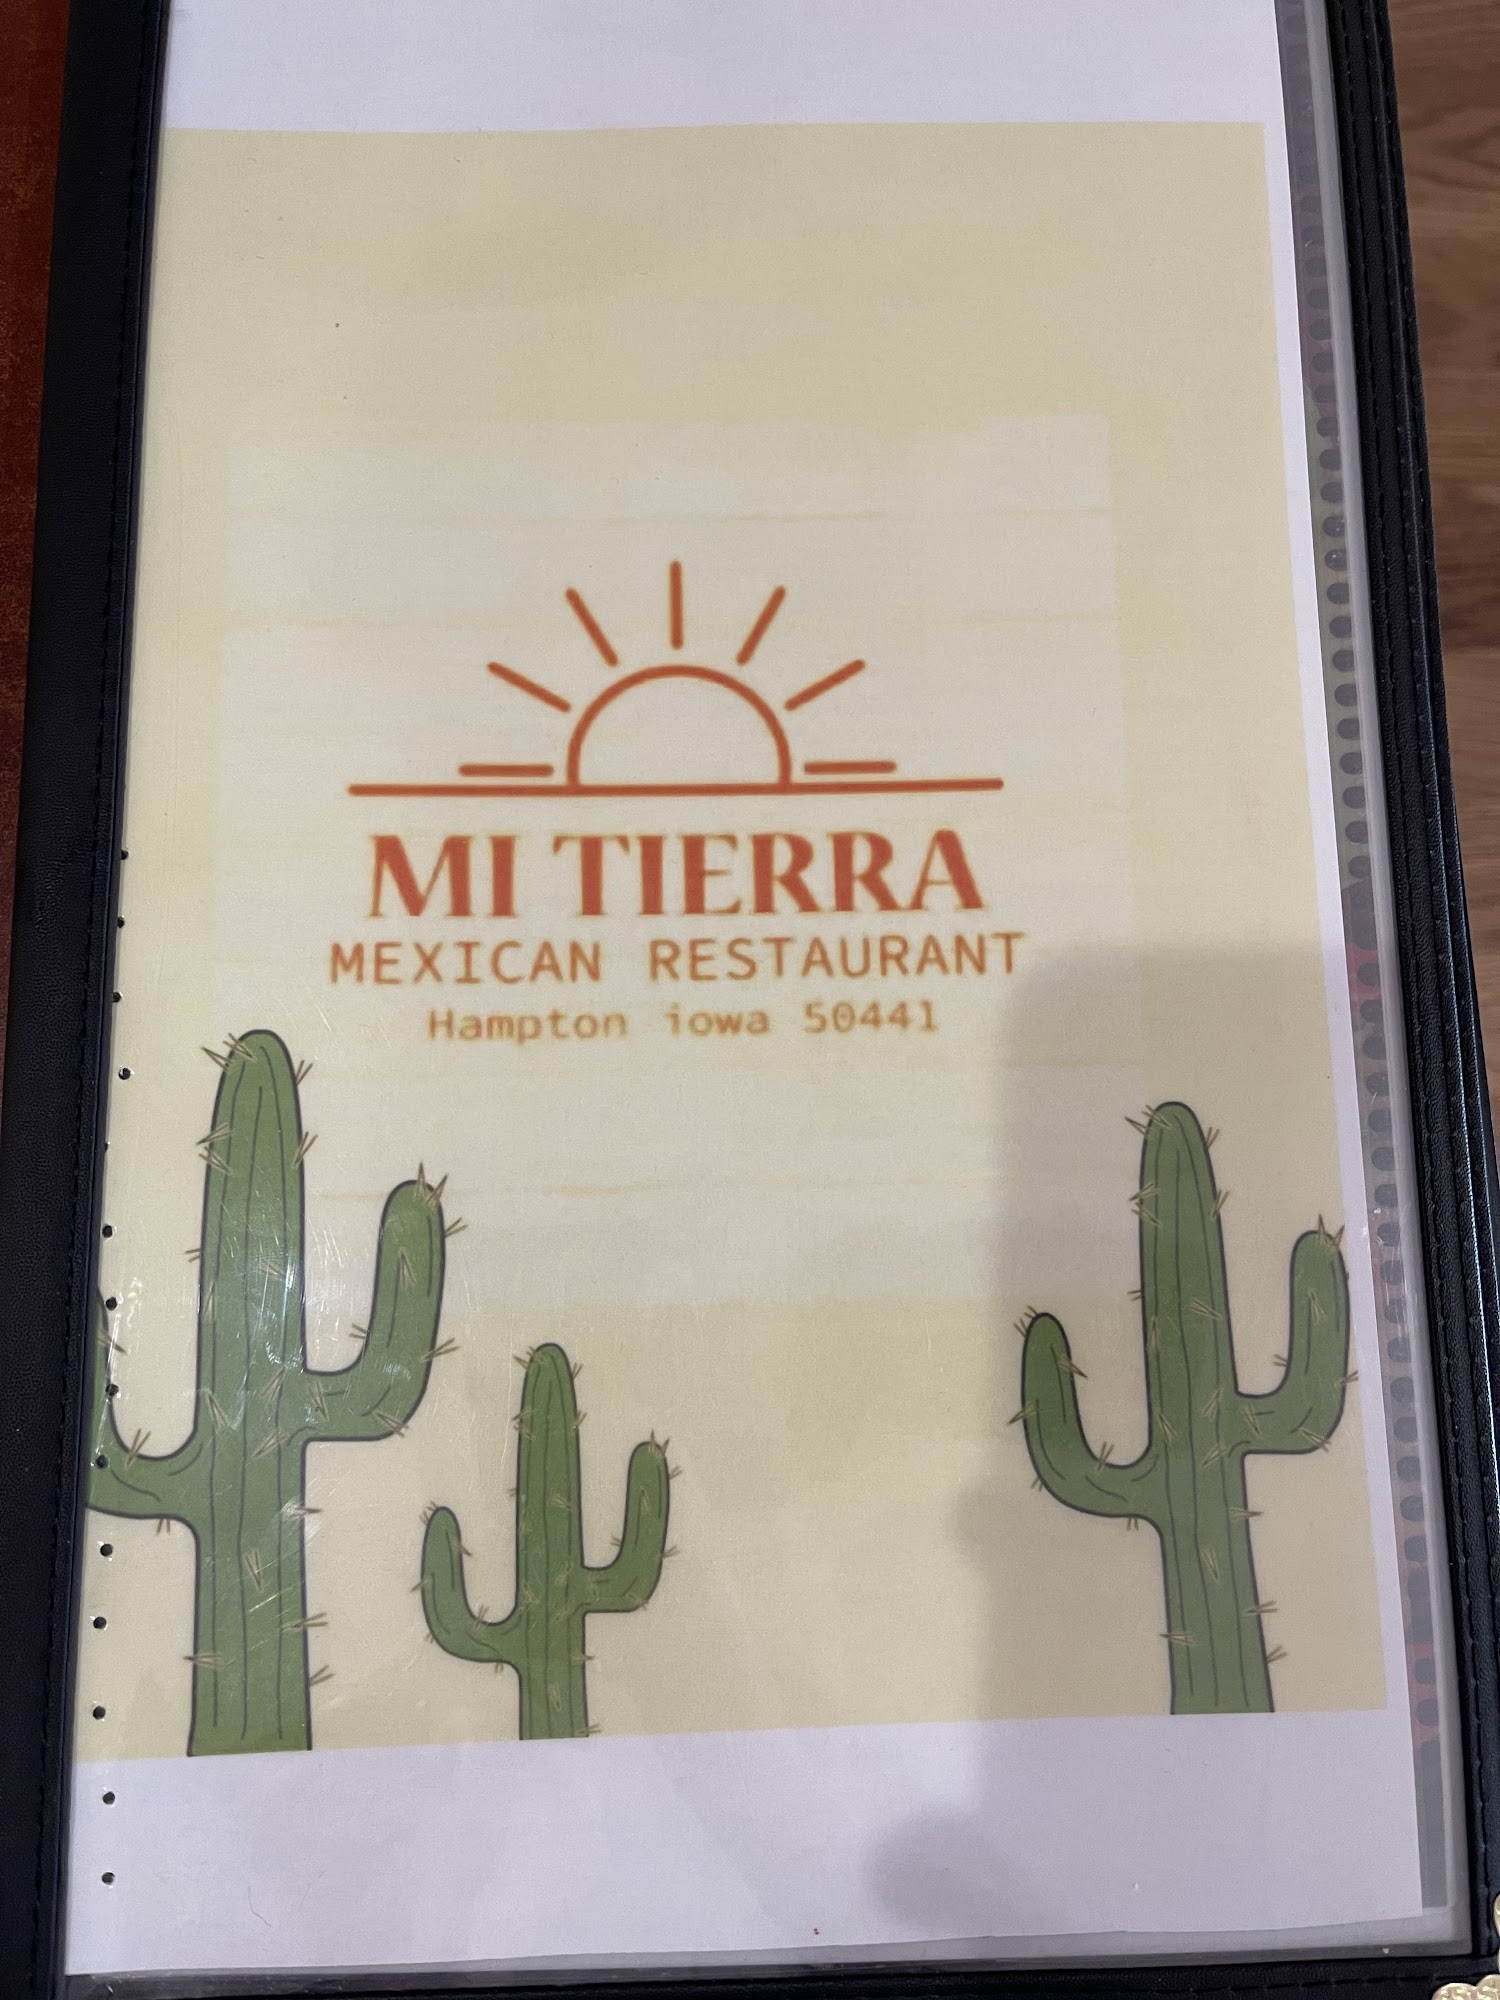 MI TIERRA
MEXICAN RESTAURANT
Hampton iowa 50441